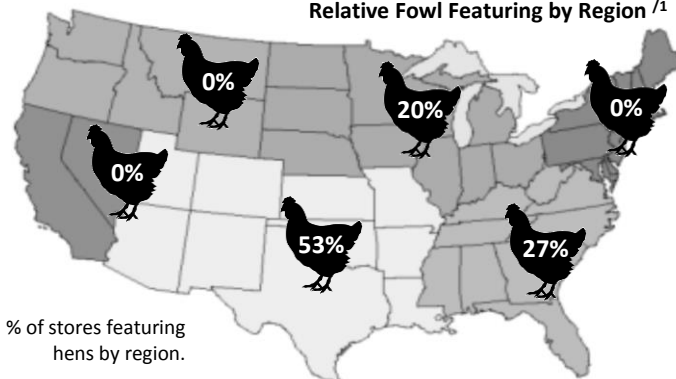 Relative Fowl Featuring by Region /1
0%
20%
0%
0%
53%
27%
% of stores featuring
hens by region.